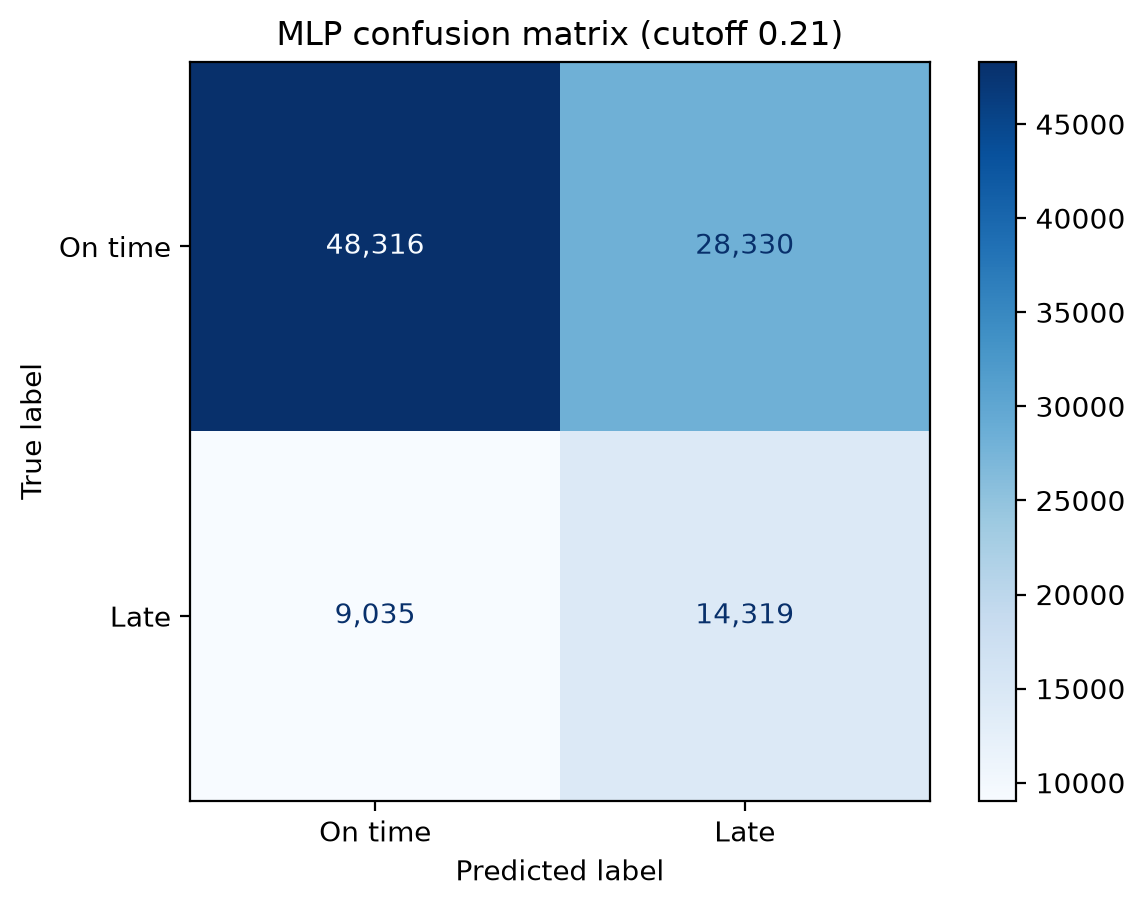 MLP confusion matrix (cutoff 0.21)
True label
On time
48,316
28,330
Late
9,035
14,319
On time
Late
Predicted label
45000
40000
35000
30000
25000
20000
15000
10000